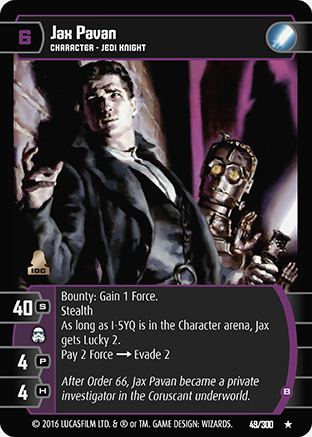 6
Jax Pavan
CHARACTER - JEDI KNIGHT
IDC
40 S
4 P
4 H
Bounty: Gain 1 Force.
Stealth
As long as I-5YQ is in the Character arena, Jax
gets Lucky 2.
Pay 2 Force → Evade 2
After Order 66, Jax Pavan became a private
investigator in the Coruscant underworld.
B
© 2016 LUCASFILM LTD. & ® or TM. GAME DESIGN: WIZARDS.
49/300 ★